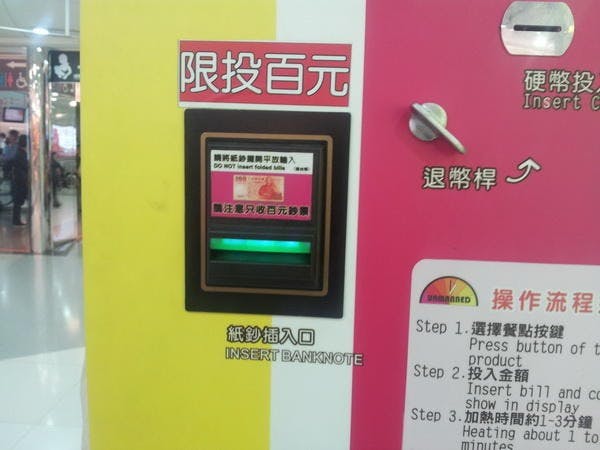 限投百元
請將紙鈔攤開平放輸入
DO NOT insert folded bills
100
請注意只收百元鈔票
紙鈔插入口
INSERT BANKNOTE
硬幣投入
Insert C
退幣桿
UNMANNED
操作流程
Step 1.選擇餐點按鍵
Press button of t
product
Step 2.投入金額
Insert bill and co
show in display
Step 3.加熱時間約1-3分鐘
Heating about 1 to
minutes